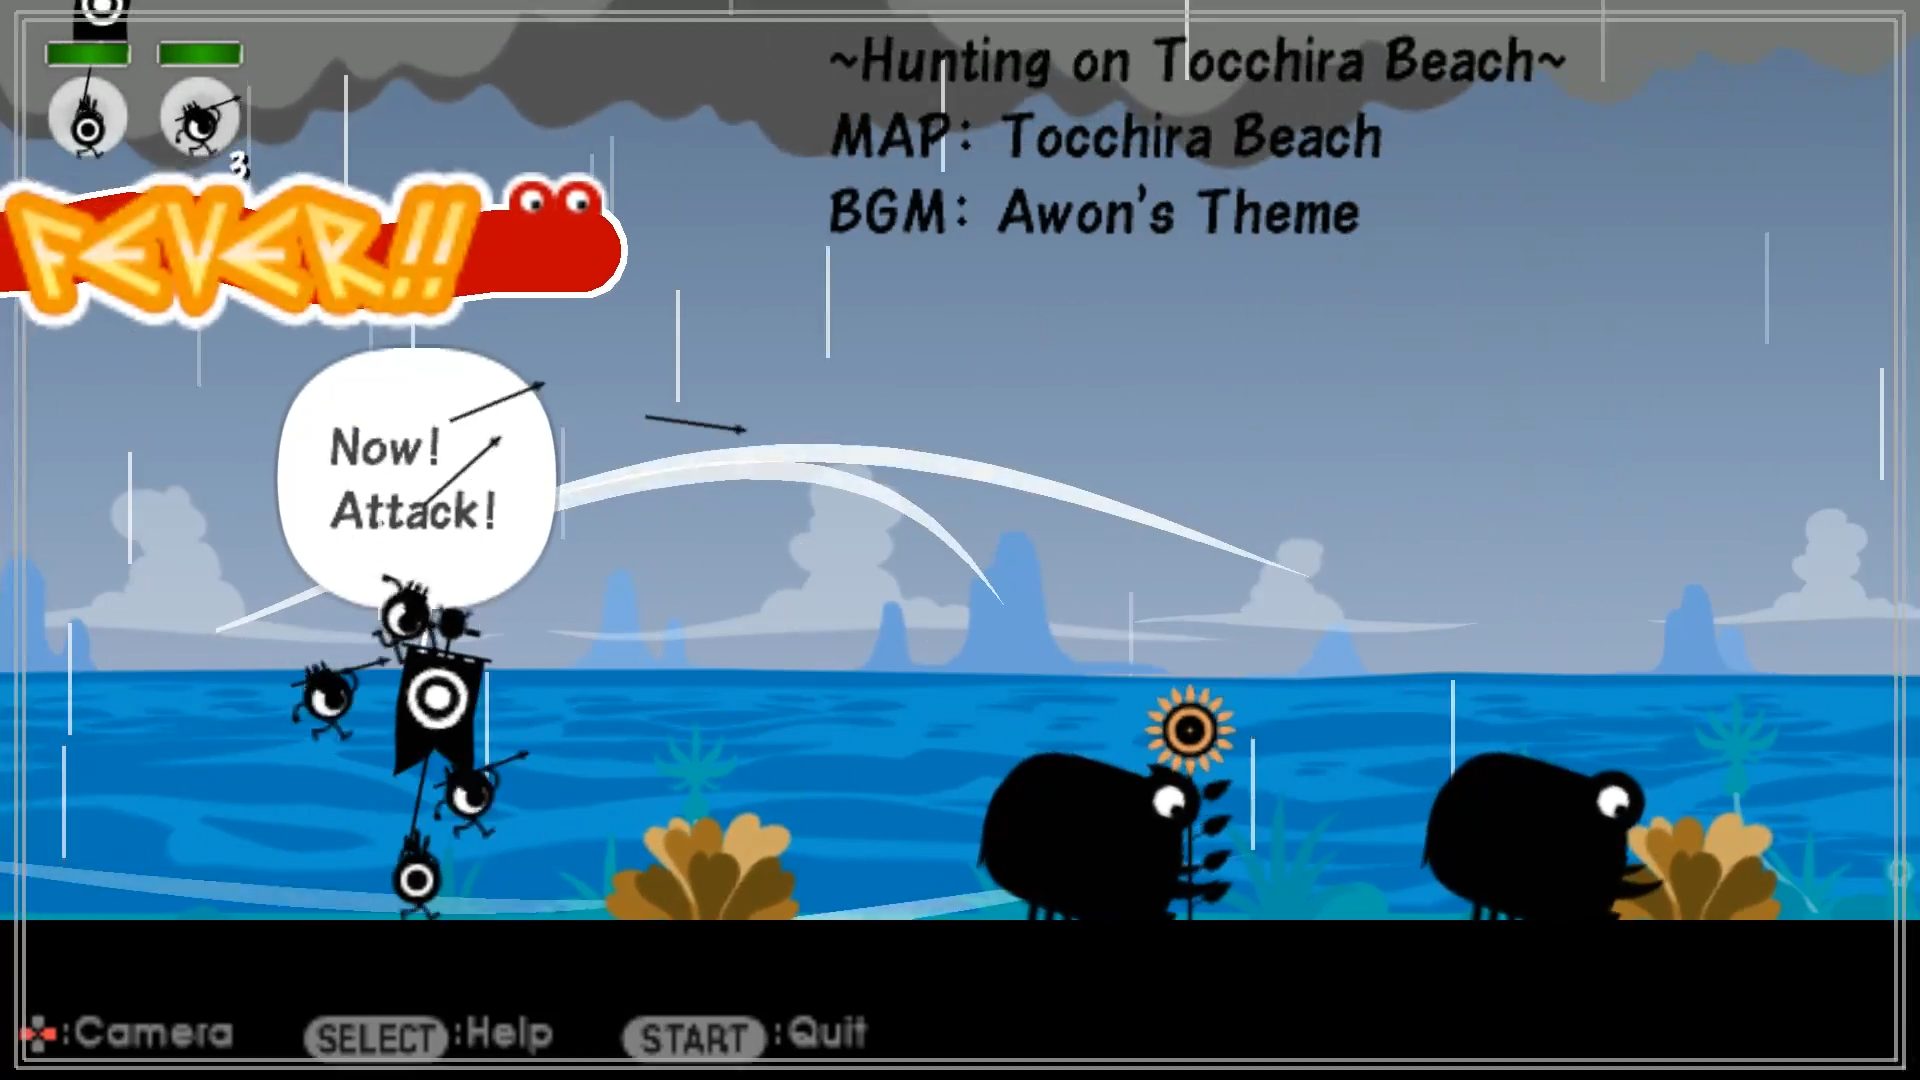 ~Hunting on Tocchira Beach~
MAP: Tocchira Beach
BGM: Awon's Theme
3
FEVER!!
Now!
Attack!
:Camera
SELECT:Help
START:Quit